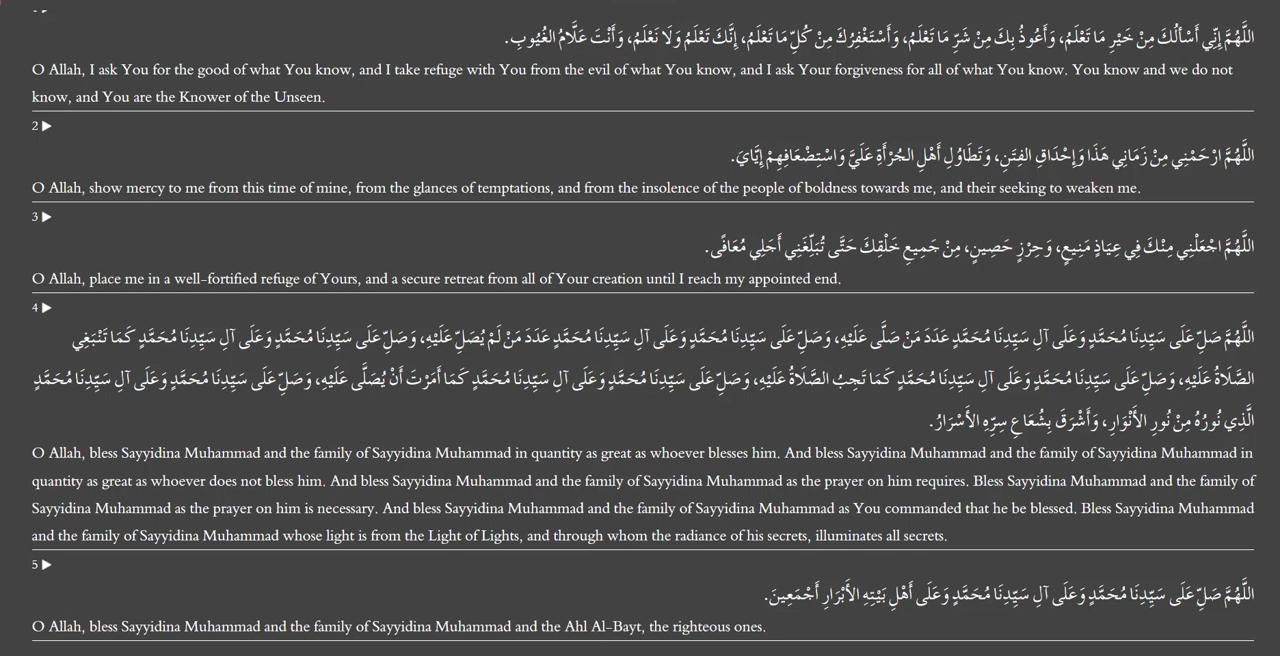 اللَّهُمَّ إِنِّي أَسْأَلُكَ مِنْ خَيْرِ مَا تَعْلَمُ، وَأَعُوذُ بِكَ مِنْ شَرِّ مَا تَعْلَمُ، وَأَسْتَغْفِرُكَ مِنْ كُلِّ مَا تَعْلَمُ، إِنَّكَ تَعْلَمُ وَلَا نَعْلَمُ، وَأَنْتَ عَلَّامُ الغُيُوبِ.
O Allah, I ask You for the good of what You know, and I take refuge with You from the evil of what You know, and I ask Your forgiveness for all of what You know. You know and we do not
know, and You are the Knower of the Unseen.
2 ▶
اللَّهُمَّ ارْحَمْنِي مِنْ زَمَانِي هَذَا وَإِحْدَاقِ الفِتَنِ، وَتَطَاوُلِ أَهْلِ الجُرْأَةِ عَلَيَّ وَاسْتِضْعَافِهِمْ إِيَّايَ.
O Allah, show mercy to me from this time of mine, from the glances of temptations, and from the insolence of the people of boldness towards me, and their seeking to weaken me.
3 ▶
اللَّهُمَّ اجْعَلْنِي مِنْكَ فِي عِيَاذٍ مَنِيعٍ، وَحِرْزٍ حَصِينٍ، مِنْ جَمِيعِ خَلْقِكَ حَتَّى تُبَلِّغَنِي أَجَلِي مُعَافًى.
O Allah, place me in a well-fortified refuge of Yours, and a secure retreat from all of Your creation until I reach my appointed end.
4 ▶
اللَّهُمَّ صَلِّ عَلَى سَيِّدِنَا مُحَمَّدٍ وَعَلَى آلِ سَيِّدِنَا مُحَمَّدٍ عَدَدَ مَنْ صَلَّى عَلَيْهِ، وَصَلِّ عَلَى سَيِّدِنَا مُحَمَّدٍ وَعَلَى آلِ سَيِّدِنَا مُحَمَّدٍ عَدَدَ مَنْ لَمْ يُصَلِّ عَلَيْهِ، وَصَلِّ عَلَى سَيِّدِنَا مُحَمَّدٍ وَعَلَى آلِ سَيِّدِنَا مُحَمَّدٍ كَمَا تَنْبَغِي
الصَّلَاةُ عَلَيْهِ، وَصَلِّ عَلَى سَيِّدِنَا مُحَمَّدٍ وَعَلَى آلِ سَيِّدِنَا مُحَمَّدٍ كَمَا تَجِبُ الصَّلَاةُ عَلَيْهِ، وَصَلِّ عَلَى سَيِّدِنَا مُحَمَّدٍ وَعَلَى آلِ سَيِّدِنَا مُحَمَّدٍ كَمَا أَمَرْتَ أَنْ يُصَلَّى عَلَيْهِ، وَصَلِّ عَلَى سَيِّدِنَا مُحَمَّدٍ وَعَلَى آلِ سَيِّدِنَا مُحَمَّدٍ
الَّذِي نُورُهُ مِنْ نُورِ الأَنْوَارِ، وَأَشْرَقَ بِشُعَاعِ سِرِّهِ الأَسْرَارُ.
O Allah, bless Sayyidina Muhammad and the family of Sayyidina Muhammad in quantity as great as whoever blesses him. And bless Sayyidina Muhammad and the family of Sayyidina Muhammad in
quantity as great as whoever does not bless him. And bless Sayyidina Muhammad and the family of Sayyidina Muhammad as the prayer on him requires. Bless Sayyidina Muhammad and the family of
Sayyidina Muhammad as the prayer on him is necessary. And bless Sayyidina Muhammad and the family of Sayyidina Muhammad as You commanded that he be blessed. Bless Sayyidina Muhammad
and the family of Sayyidina Muhammad whose light is from the Light of Lights, and through whom the radiance of his secrets, illuminates all secrets.
5 ▶
اللَّهُمَّ صَلِّ عَلَى سَيِّدِنَا مُحَمَّدٍ وَعَلَى آلِ سَيِّدِنَا مُحَمَّدٍ وَعَلَى أَهْلِ بَيْتِهِ الأَبْرَارِ أَجْمَعِينَ.
O Allah, bless Sayyidina Muhammad and the family of Sayyidina Muhammad and the Ahl Al-Bayt, the righteous ones.